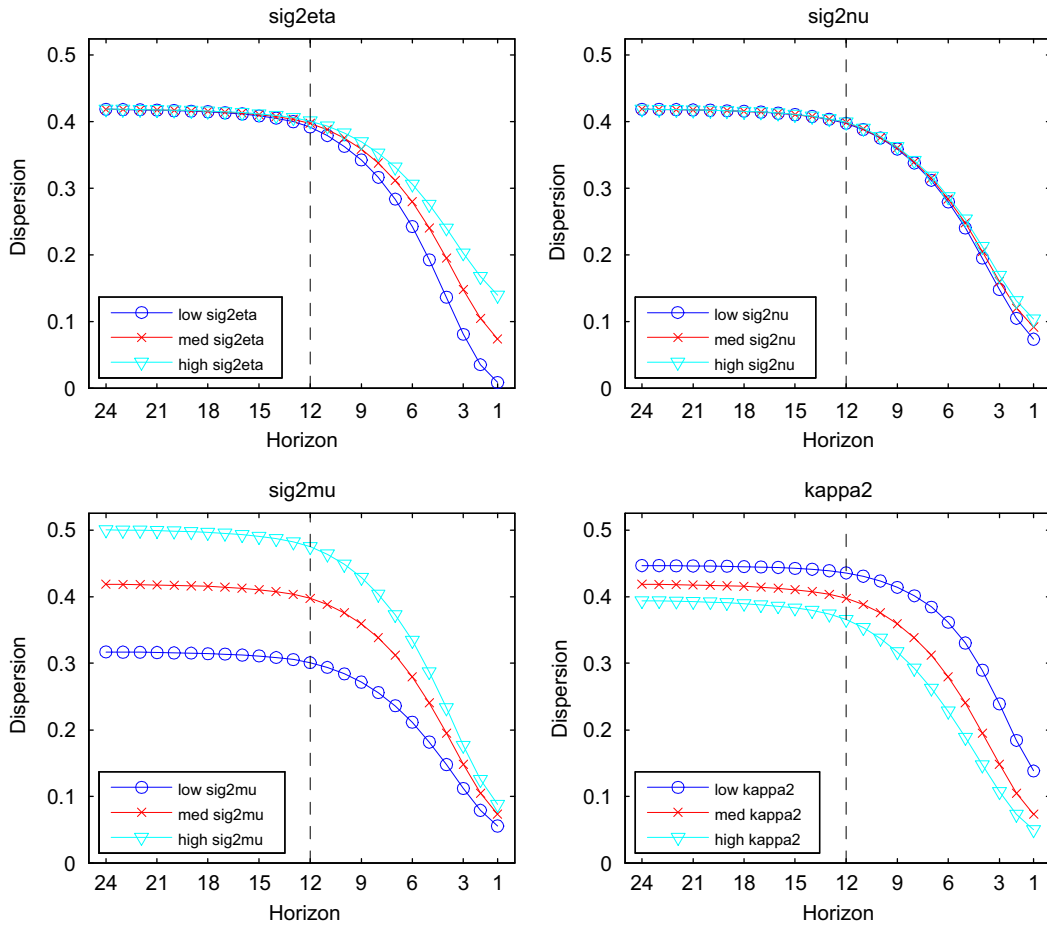 sig2eta
0.5
0.4
0.3
0.2
0.1
0
Dispersion
low sig2eta
med sig2eta
high sig2eta
24 21 18 15 12 9 6 3 1
Horizon
sig2nu
0.5
0.4
0.3
0.2
0.1
0
Dispersion
low sig2nu
med sig2nu
high sig2nu
24 21 18 15 12 9 6 3 1
Horizon
sig2mu
0.5
0.4
0.3
0.2
0.1
0
Dispersion
low sig2mu
med sig2mu
high sig2mu
24 21 18 15 12 9 6 3 1
Horizon
kappa2
0.5
0.4
0.3
0.2
0.1
0
Dispersion
low kappa2
med kappa2
high kappa2
24 21 18 15 12 9 6 3 1
Horizon